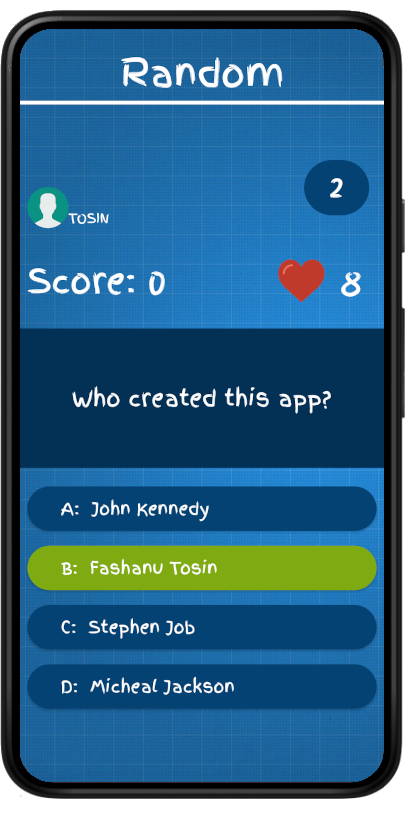 Random
2
TOSIN
Score: 0
8
Who created this app?
A: John Kennedy
B: Fashanu Tosin
C: Stephen Job
D: Micheal Jackson